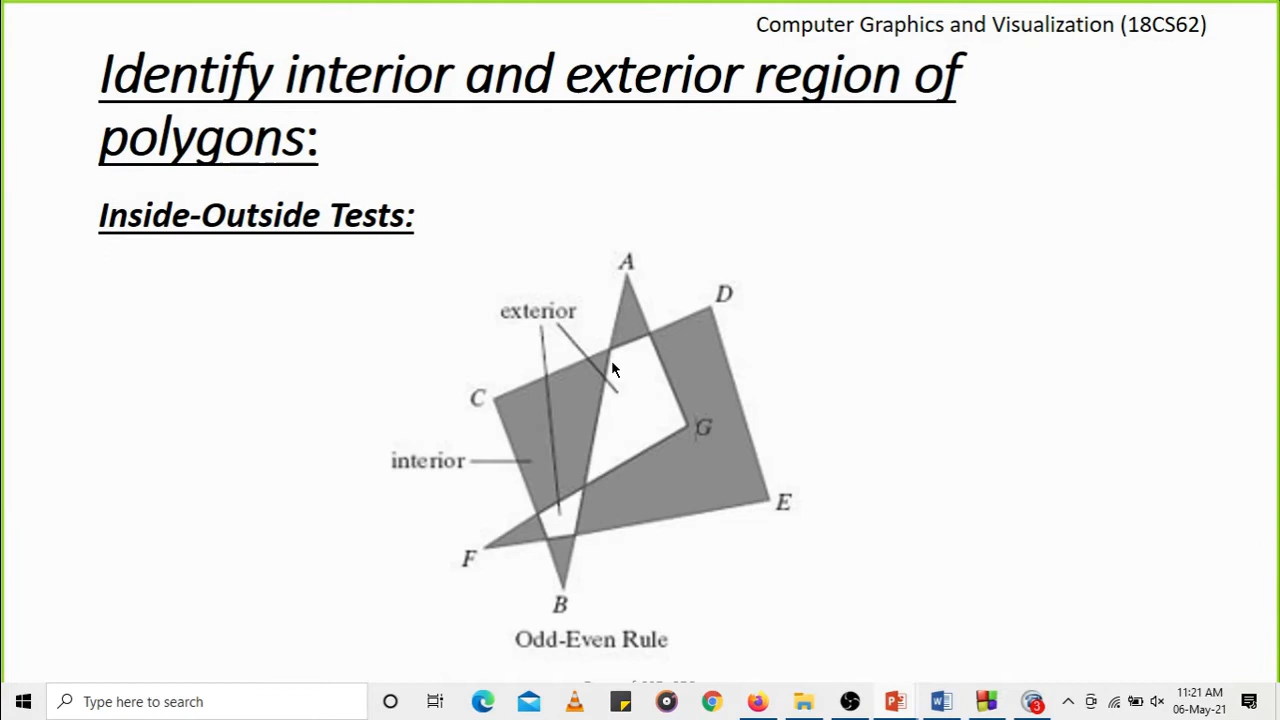 Computer Graphics and Visualization (18CS62)
Identify interior and exterior region of
polygons:
Inside-Outside Tests:
A
D
exterior
C
G
interior
E
F
B
Odd-Even Rule
Type here to search
3
11:21 AM
06-May-21